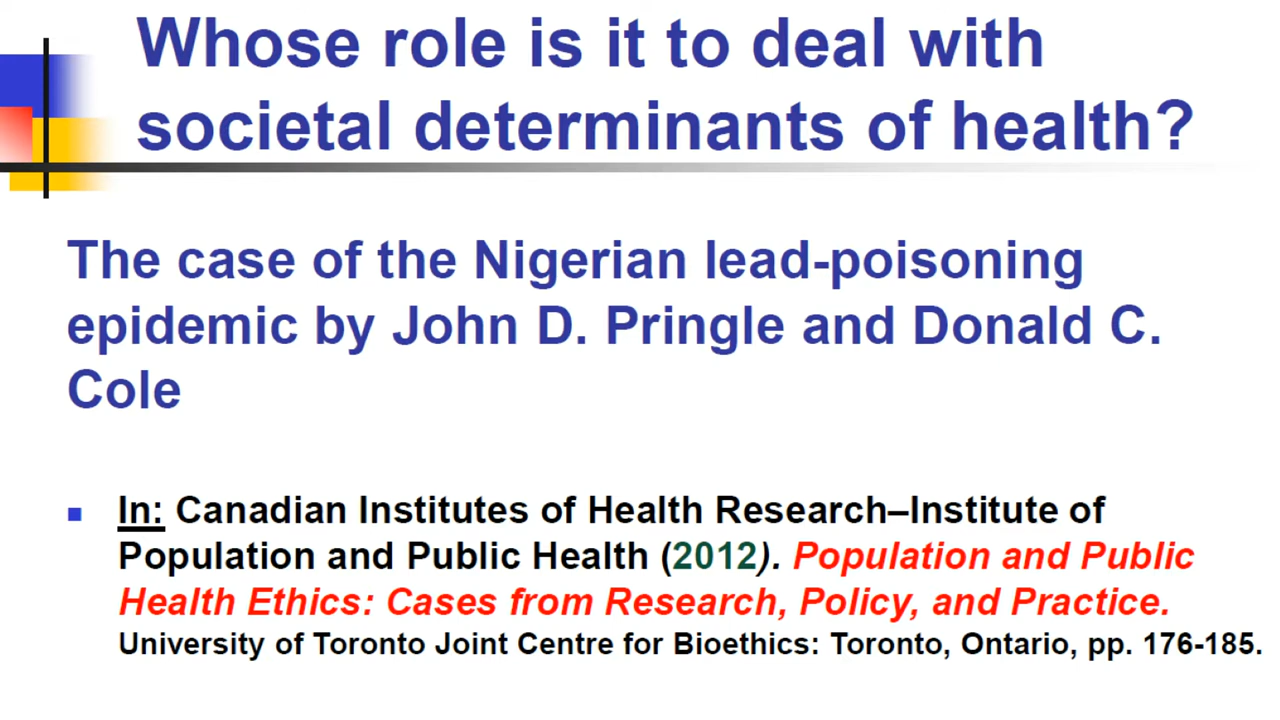 Whose role is it to deal with
societal determinants of health?
The case of the Nigerian lead-poisoning
epidemic by John D. Pringle and Donald C.
Cole
In: Canadian Institutes of Health Research–Institute of
Population and Public Health (2012). Population and Public
Health Ethics: Cases from Research, Policy, and Practice.
University of Toronto Joint Centre for Bioethics: Toronto, Ontario, pp. 176-185.